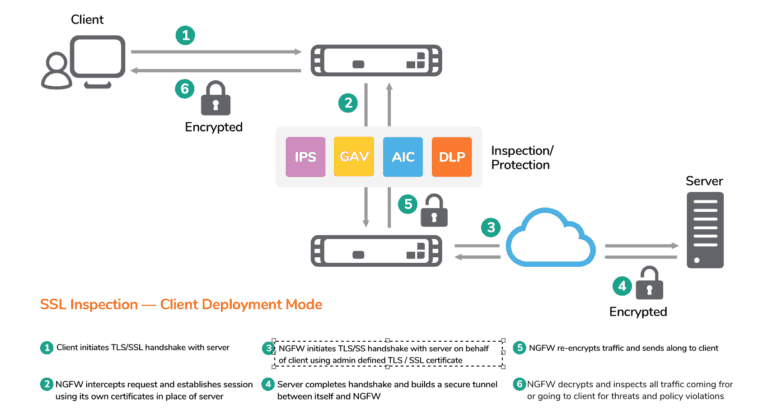 Client
1
6
Encrypted
2
IPS
GAV
AIC
DLP
Inspection/
Protection
5
Server
3
4
Encrypted
SSL Inspection — Client Deployment Mode
1 Client initiates TLS/SSL handshake with server
3 NGFW initiates TLS/SS handshake with server on behalf
of client using admin defined TLS / SSL certificate
5 NGFW re-encrypts traffic and sends along to client
2 NGFW intercepts request and establishes session
using its own certificates in place of server
4 Server completes handshake and builds a secure tunnel
between itself and NGFW
6 NGFW decrypts and inspects all traffic coming fror
or going to client for threats and policy violations